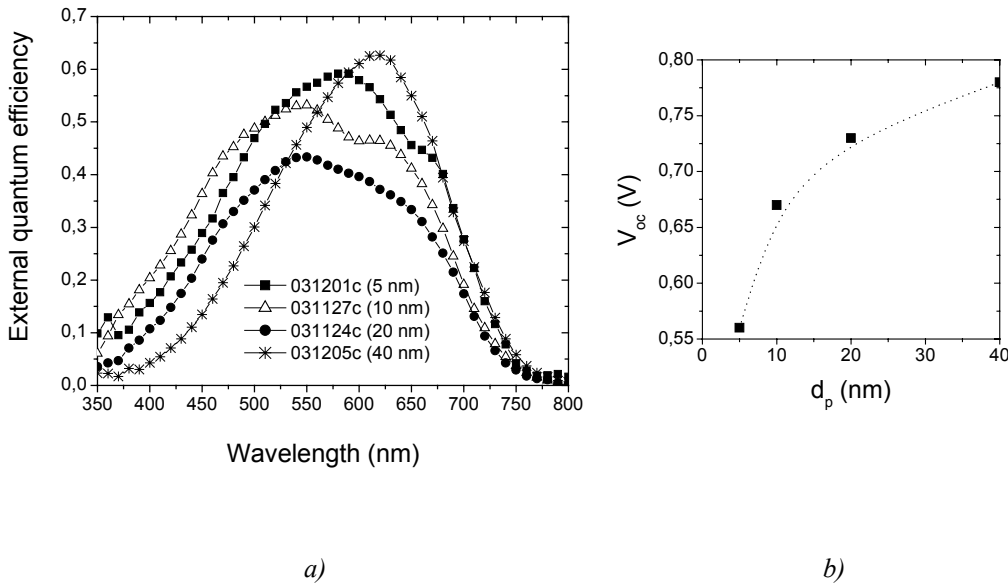 0,7
0,6
0,5
0,4
0,3
0,2
0,1
0,0
External quantum efficiency
031201c (5 nm)
031127c (10 nm)
031124c (20 nm)
031205c (40 nm)
350 400 450 500 550 600 650 700 750 800
Wavelength (nm)
a)
0,80
0,75
0,70
0,65
0,60
0,55
V_oc (V)
0 10 20 30 40
d_p (nm)
b)